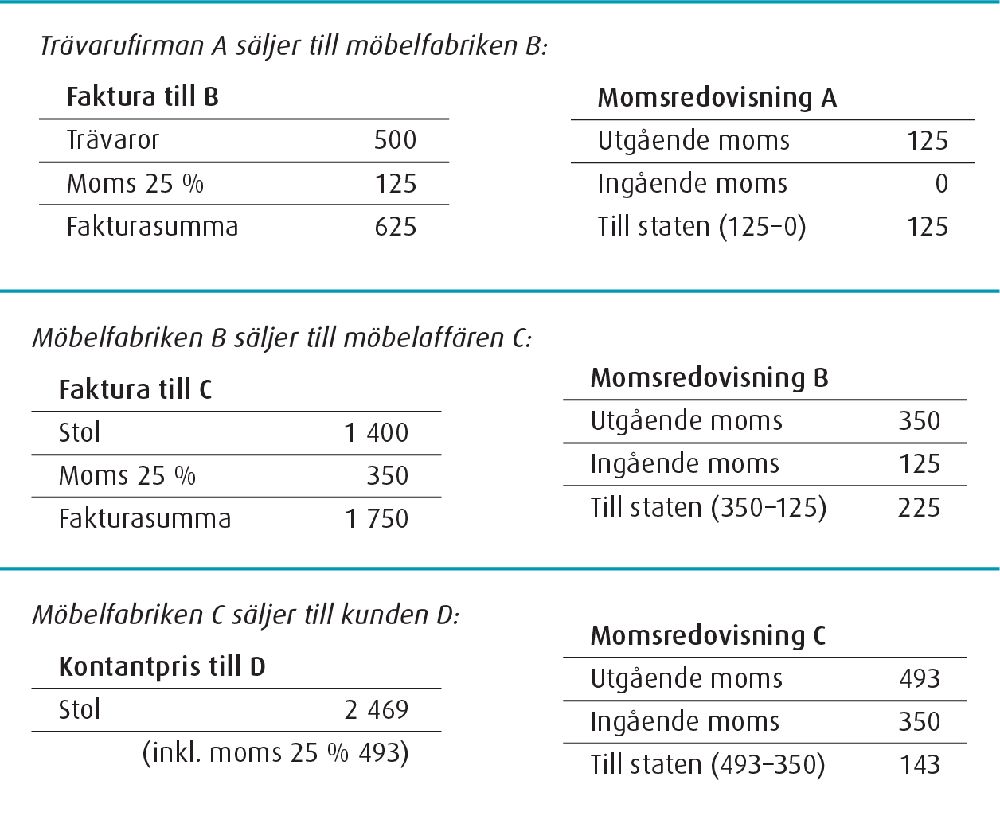 Trävarufirman A säljer till möbelfabriken B:
Faktura till B
Trävaror 500
Moms 25 % 125
Fakturasumma 625
Momsredovisning A
Utgående moms 125
Ingående moms 0
Till staten (125–0) 125
Möbelfabriken B säljer till möbelaffären C:
Faktura till C
Stol 1 400
Moms 25 % 350
Fakturasumma 1 750
Momsredovisning B
Utgående moms 350
Ingående moms 125
Till staten (350–125) 225
Möbelfabriken C säljer till kunden D:
Kontantpris till D
Stol 2 469
(inkl. moms 25 % 493)
Momsredovisning C
Utgående moms 493
Ingående moms 350
Till staten (493–350) 143